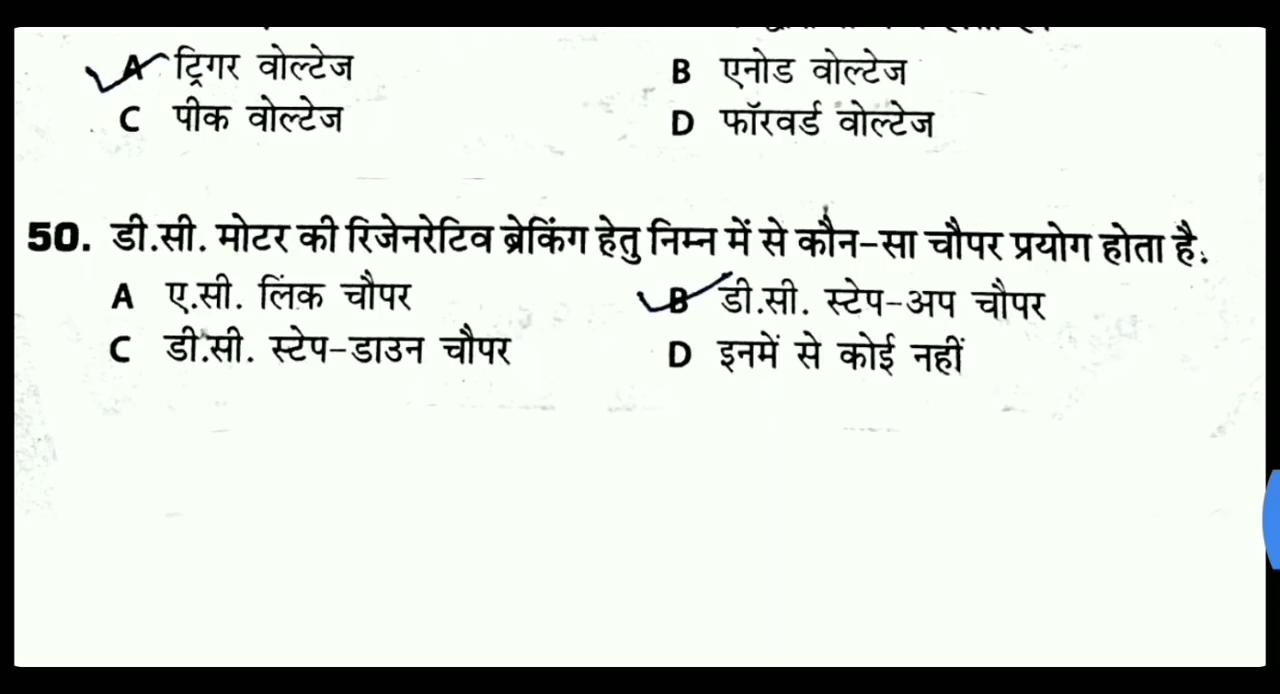 A ट्रिगर वोल्टेज B एनोड वोल्टेज
C पीक वोल्टेज D फॉरवर्ड वोल्टेज
50. डी.सी. मोटर की रिजेनरेटिव ब्रेकिंग हेतु निम्न में से कौन-सा चौपर प्रयोग होता है:
A ए.सी. लिंक चौपर B डी.सी. स्टेप-अप चौपर
C डी.सी. स्टेप-डाउन चौपर D इनमें से कोई नहीं